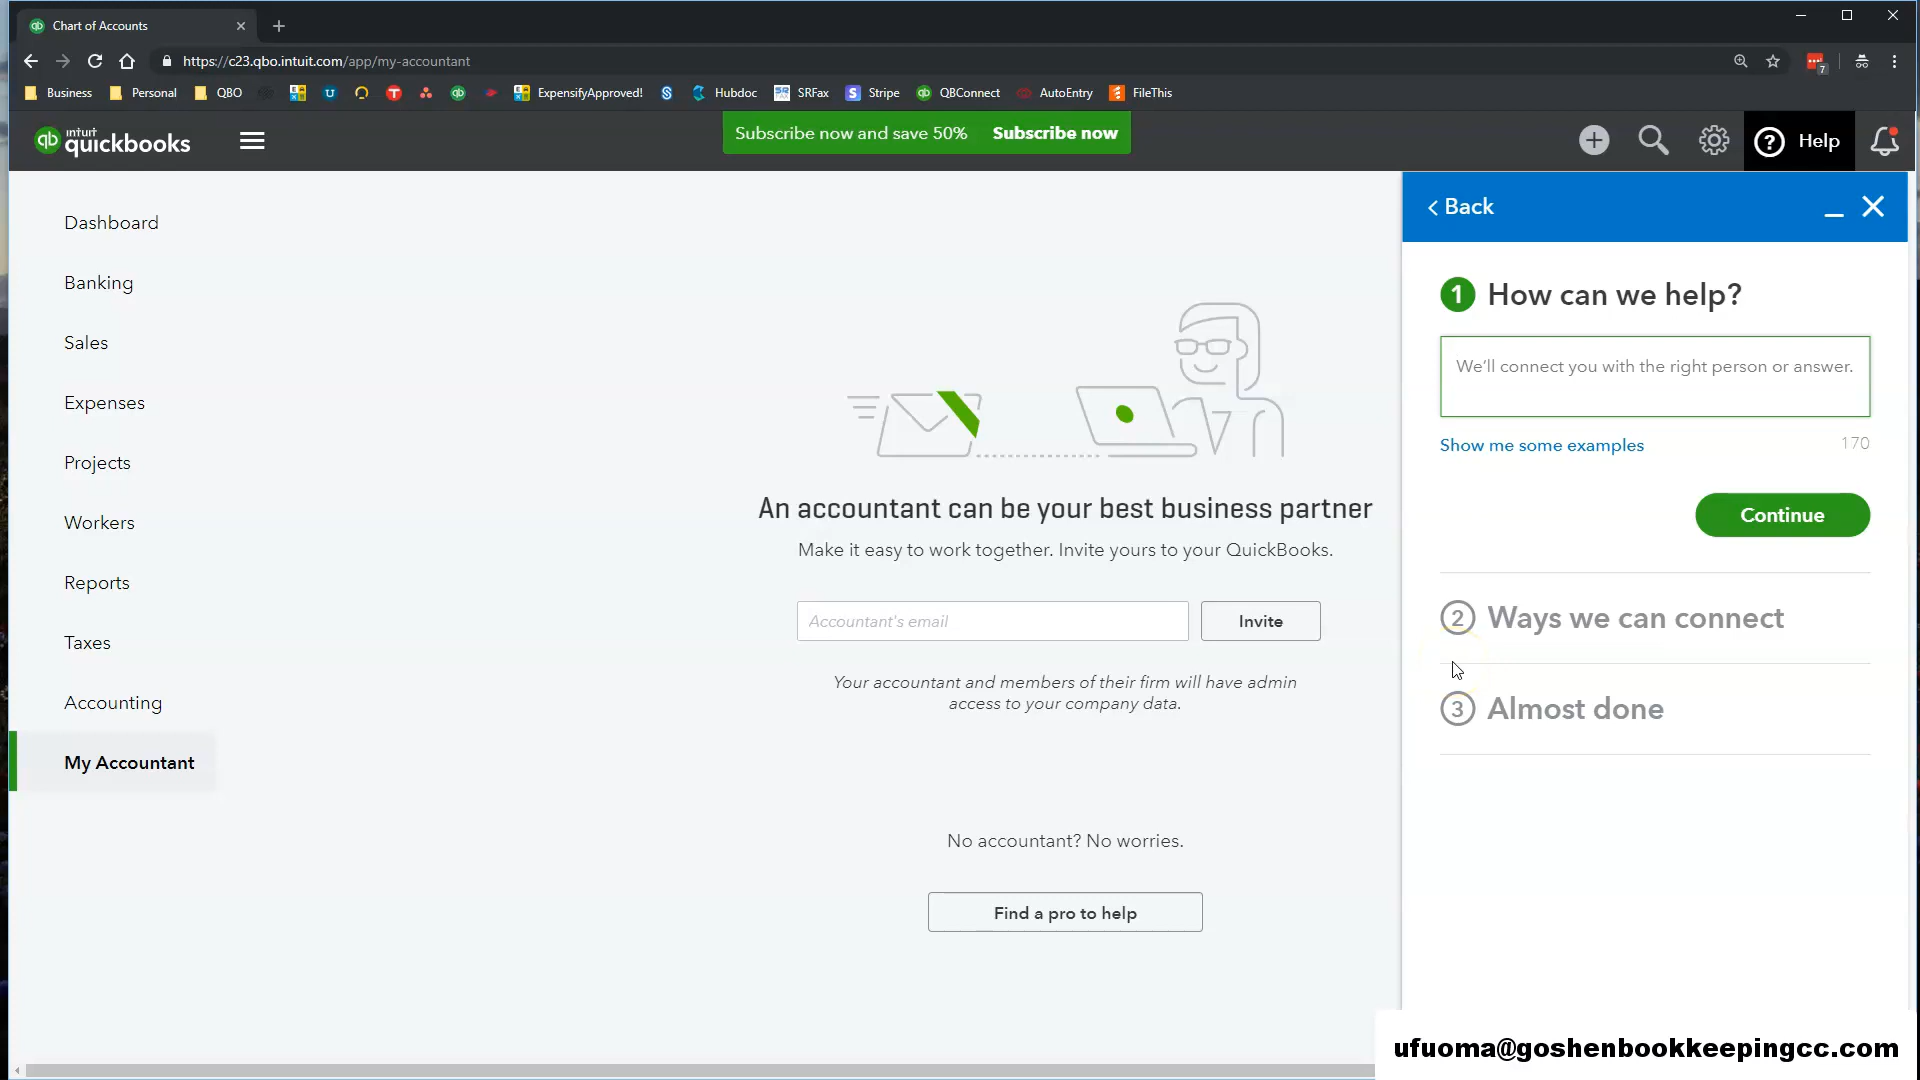 Chart of Accounts
https://c23.qbo.intuit.com/app/my-accountant
Business Personal QBO ExpensifyApproved! Hubdoc SRFax Stripe QBConnect AutoEntry FileThis
7
intuit
quickbooks
Subscribe now and save 50% Subscribe now
Help
Dashboard
Banking
Sales
Expenses
Projects
Workers
Reports
Taxes
Accounting
My Accountant
An accountant can be your best business partner
Make it easy to work together. Invite yours to your QuickBooks.
Accountant's email Invite
Your accountant and members of their firm will have admin
access to your company data.
No accountant? No worries.
Find a pro to help
Back
1 How can we help?
We'll connect you with the right person or answer.
Show me some examples 170
Continue
2 Ways we can connect
3 Almost done
ufuoma@goshenbookkeepingcc.com